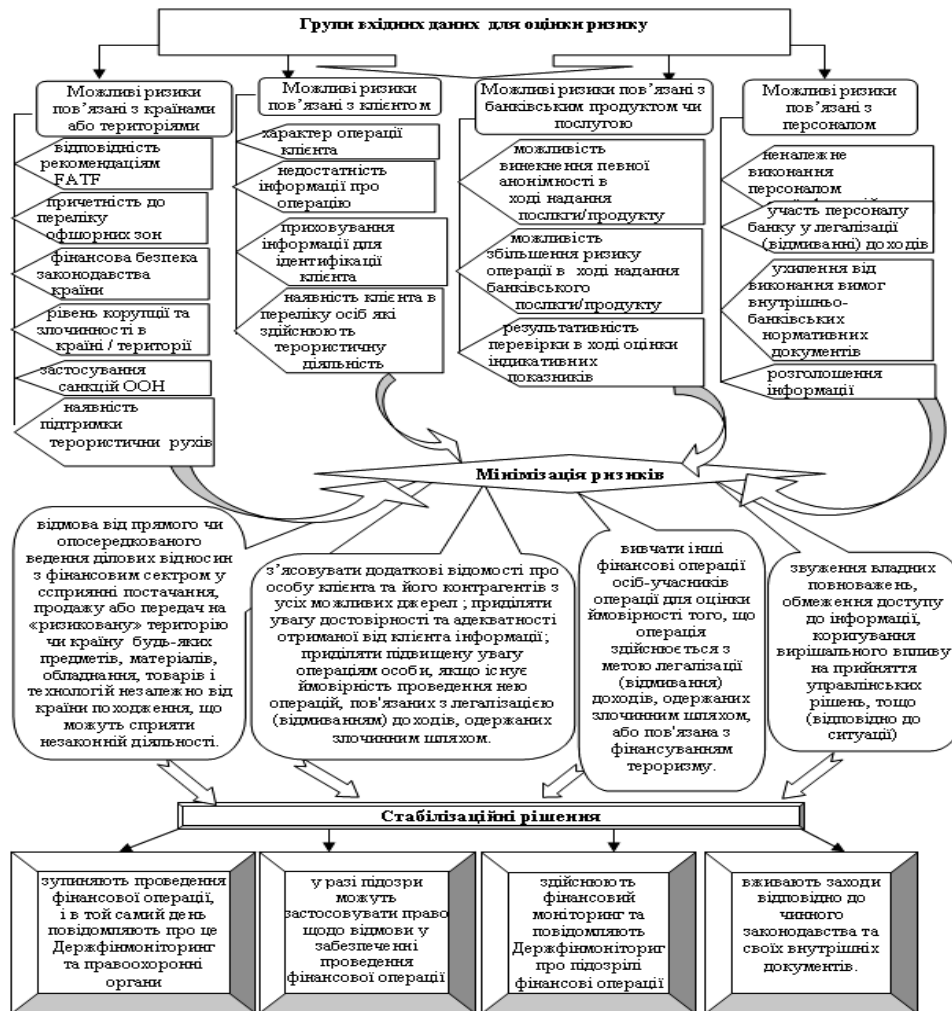 Групи вхідних даних для оцінки ризику
Можливі ризики
пов’язані з країнами
або територіями
відповідність
рекомендаціям
FATF
причетність до
переліку
офшорних зон
фінансова безпека
законодавства
країни
рівень корупції та
злочинності в
країні / території
застосування
санкцій ООН
наявність
підтримки
терористични рухів
Можливі ризики
пов’язані з клієнтом
характер операції
клієнта
недостатність
інформації про
операцію
приховування
інформації для
ідентифікації
клієнта
наявність клієнта в
переліку осіб які
здійснюють
терористичну
діяльність
Можливі ризики пов’язані з
банківським продуктом чи
послугою
можливість
винекнення певної
анонімності в
ході надання
послкги/продукту
можливість
збільшення ризику
операції в ході надання
банківського
послкги/продукту
результативність
перевірки в ході оцінки
індикативних
показників
Можливі ризики
пов’язані з
персоналом
неналежне
виконання
персоналом
участь персоналу
банку у легалізації
(відмиванні) доходів
ухилення від
виконання вимог
внутрішньо-
банківських
нормативних
документів
розголошення
інформації
Мінімізація ризиків
відмова від прямого чи
опосередкованого
ведення ділових відносин
з фінансовим сектром у
ссприянні постачання,
продажу або передач на
«ризиковану» територію
чи країну будь-яких
предметів, матеріалів,
обладнання, товарів і
технологій незалежно від
країни походження, що
можуть сприяти
незаконній діяльності.
з’ясовувати додаткові відомості про
особу клієнта та його контрагентів з
усіх можливих джерел ; приділяти
увагу достовірності та адекватності
отриманої від клієнта інформації;
приділяти підвищену увагу
операціям особи, якщо існує
ймовірність проведення нею
операцій, пов'язаних з легалізацією
(відмиванням) доходів, одержаних
злочинним шляхом.
вивчати інші
фінансові операції
осіб-учасників
операції для оцінки
ймовірності того, що
операція
здійснюється з
метою легалізації
(відмивання)
доходів, одержаних
злочинним шляхом,
або пов'язана з
фінансуванням
тероризму.
звуження владних
повноважень,
обмеження доступу
до інформації,
коригування
вирішального впливу
на прийняття
управлінських
рішень, тощо
(відповідно до
ситуації)
Стабілізаційні рішення
зупиняють проведення
фінансової операції,
і в той самий день
повідомляють про це
Держфінмоніторинг
та правоохоронні
органи
у разі підозри
можуть
застосовувати право
щодо відмови у
забезпеченні
проведення
фінансової операції
здійснюють
фінансовий
моніторинг та
повідомляють
Держфінмоніториг
про підозрілі
фінансові операції
вживають заходи
відповідно до
чинного
законодавства та
своїх внутрішніх
документів.